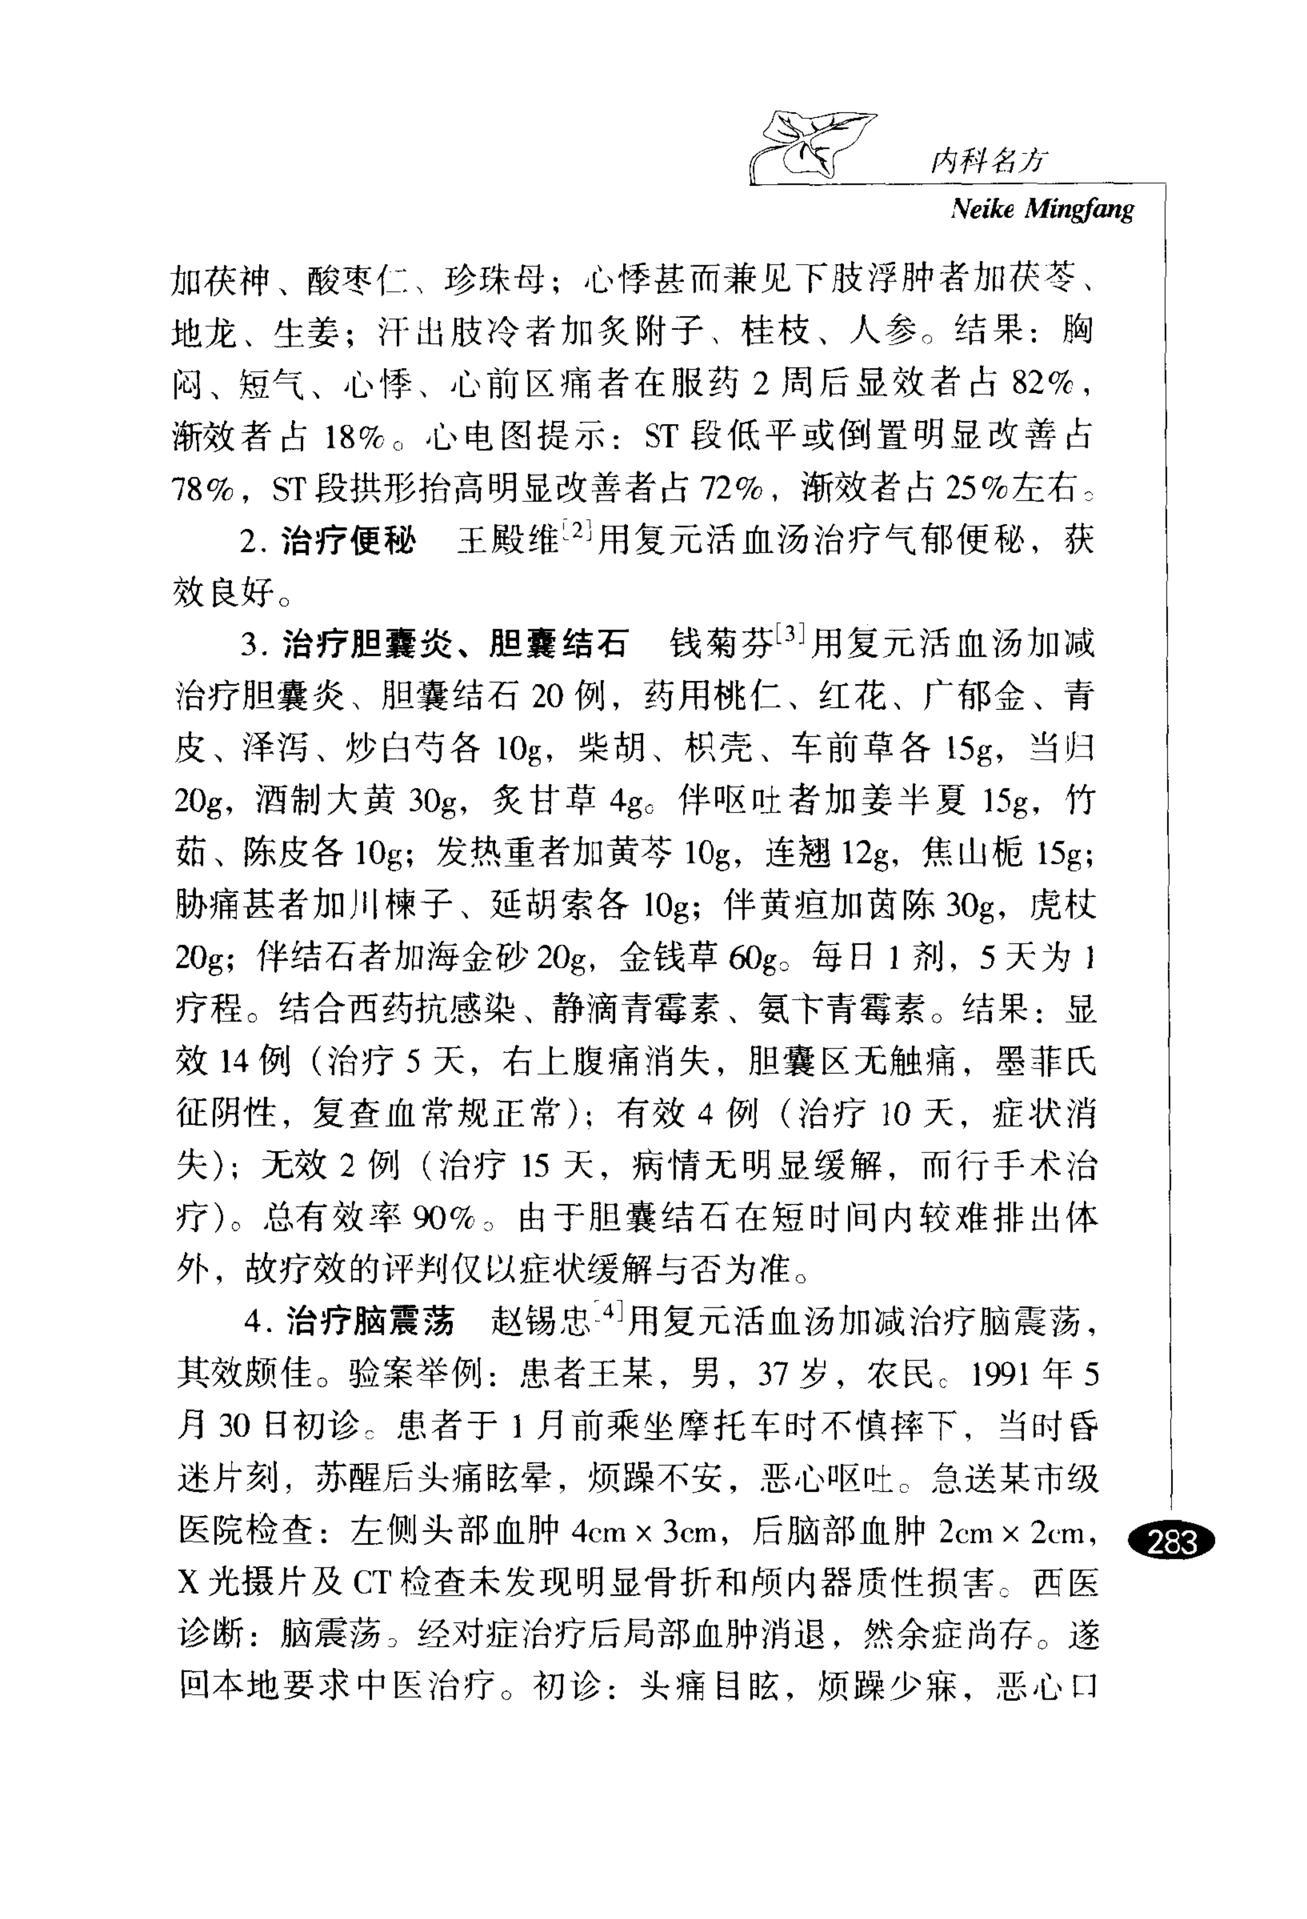 内科名方
Neike Mingfang
加茯神、酸枣仁、珍珠母；心悸甚而兼见下肢浮肿者加茯苓、
地龙、生姜；汗出肢冷者加炙附子、桂枝、人参。结果：胸
闷、短气、心悸、心前区痛者在服药 2 周后显效者占 82%，
渐效者占 18%。心电图提示：ST 段低平或倒置明显改善占
78%，ST 段拱形抬高明显改善者占 72%，渐效者占 25%左右。
2. 治疗便秘　王殿维[2]用复元活血汤治疗气郁便秘，获
效良好。
3. 治疗胆囊炎、胆囊结石　钱菊芬[3]用复元活血汤加减
治疗胆囊炎、胆囊结石 20 例，药用桃仁、红花、广郁金、青
皮、泽泻、炒白芍各 10g，柴胡、枳壳、车前草各 15g，当归
20g，酒制大黄 30g，炙甘草 4g。伴呕吐者加姜半夏 15g，竹
茹、陈皮各 10g；发热重者加黄芩 10g，连翘 12g，焦山栀 15g；
胁痛甚者加川楝子、延胡索各 10g；伴黄疸加茵陈 30g，虎杖
20g；伴结石者加海金砂 20g，金钱草 60g。每日 1 剂，5 天为 1
疗程。结合西药抗感染、静滴青霉素、氨苄青霉素。结果：显
效 14 例（治疗 5 天，右上腹痛消失，胆囊区无触痛，墨菲氏
征阴性，复查血常规正常）；有效 4 例（治疗 10 天，症状消
失）；无效 2 例（治疗 15 天，病情无明显缓解，而行手术治
疗）。总有效率 90%。由于胆囊结石在短时间内较难排出体
外，故疗效的评判仅以症状缓解与否为准。
4. 治疗脑震荡　赵锡忠[4]用复元活血汤加减治疗脑震荡，
其效颇佳。验案举例：患者王某，男，37 岁，农民。1991 年 5
月 30 日初诊。患者于 1 月前乘坐摩托车时不慎摔下，当时昏
迷片刻，苏醒后头痛眩晕，烦躁不安，恶心呕吐。急送某市级
医院检查：左侧头部血肿 4cm × 3cm，后脑部血肿 2cm × 2cm，
X 光摄片及 CT 检查未发现明显骨折和颅内器质性损害。西医
诊断：脑震荡。经对症治疗后局部血肿消退，然余症尚存。遂
回本地要求中医治疗。初诊：头痛目眩，烦躁少寐，恶心口
283